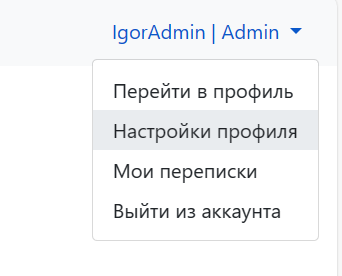 IgorAdmin | Admin
Перейти в профиль
Настройки профиля
Мои переписки
Выйти из аккаунта